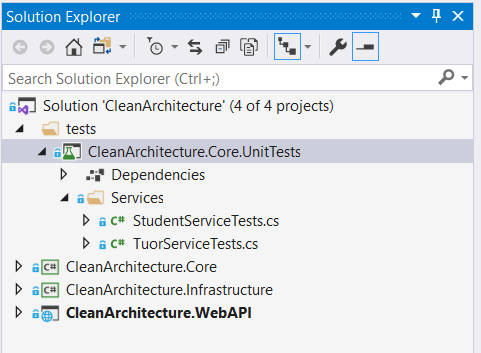 Solution Explorer
Search Solution Explorer (Ctrl+;)
Solution 'CleanArchitecture' (4 of 4 projects)
tests
CleanArchitecture.Core.UnitTests
Dependencies
Services
C# StudentServiceTests.cs
C# TuorServiceTests.cs
C# CleanArchitecture.Core
C# CleanArchitecture.Infrastructure
CleanArchitecture.WebAPI